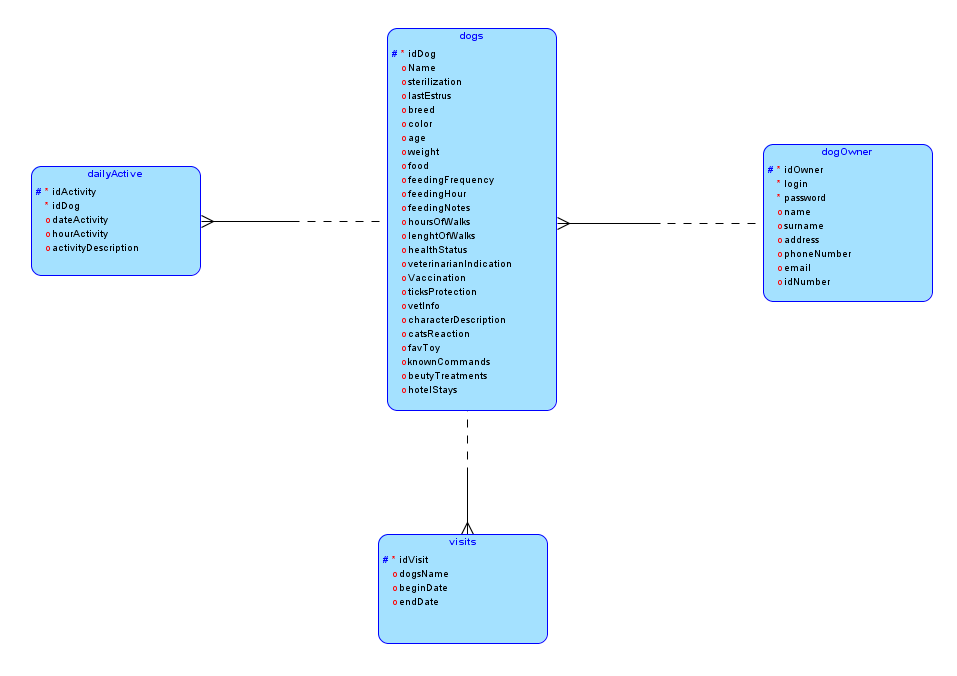 dogs
# * idDog
o Name
o sterilization
o lastEstrus
o breed
o color
o age
o weight
o food
o feedingFrequency
o feedingHour
o feedingNotes
o hoursOfWalks
o lenghtOfWalks
o healthStatus
o veterinarianIndication
o Vaccination
o ticksProtection
o vetInfo
o characterDescription
o catsReaction
o favToy
o knownCommands
o beutyTreatments
o hotelStays
dailyActive
# * idActivity
* idDog
o dateActivity
o hourActivity
o activityDescription
dogOwner
# * idOwner
* login
* password
o name
o surname
o address
o phoneNumber
o email
o idNumber
visits
# * idVisit
o dogsName
o beginDate
o endDate